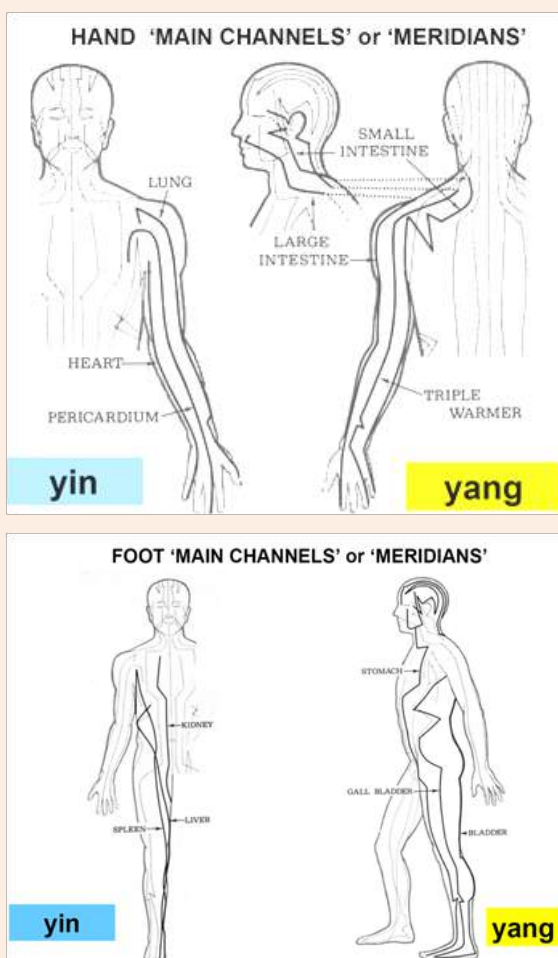 HAND 'MAIN CHANNELS' or 'MERIDIANS'
LUNG
SMALL
INTESTINE
LARGE
INTESTINE
HEART
PERICARDIUM
TRIPLE
WARMER
yin
yang
FOOT 'MAIN CHANNELS' or 'MERIDIANS'
STOMACH
KIDNEY
GALL BLADDER
LIVER
SPLEEN
BLADDER
yin
yang